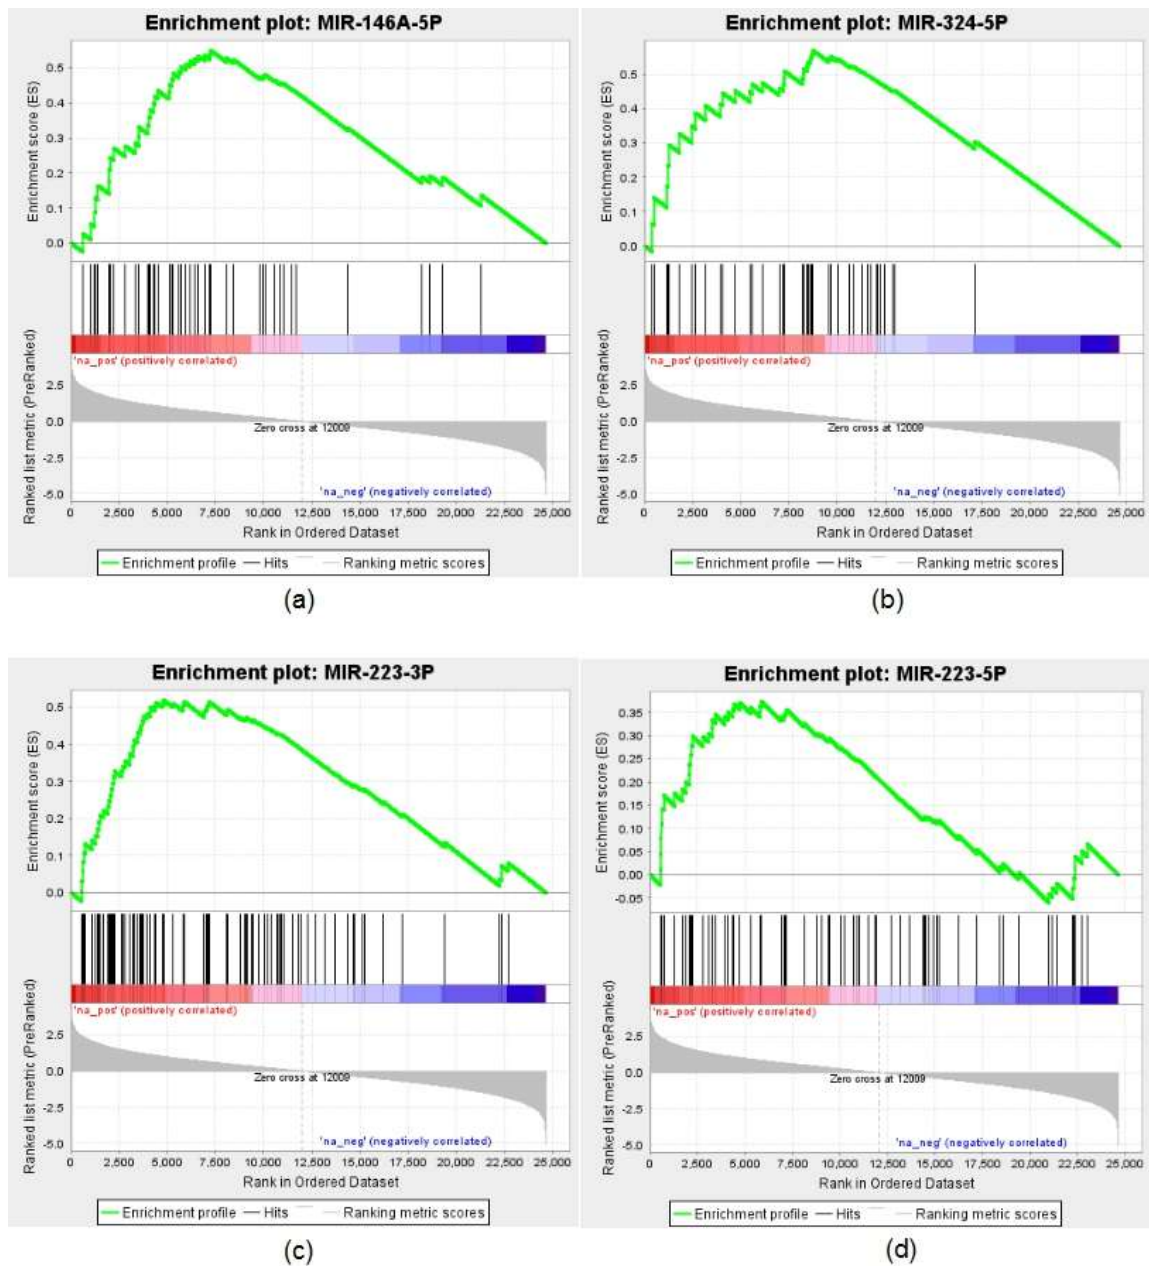 Enrichment plot: MIR-146A-5P
Enrichment score (ES)
0.5
0.4
0.3
0.2
0.1
0.0
'na_pos' (positively correlated)
Ranked list metric (PreRanked)
2.5
0.0
-2.5
-5.0
Zero cross at 12009
'na_neg' (negatively correlated)
0 2,500 5,000 7,500 10,000 12,500 15,000 17,500 20,000 22,500 25,000
Rank in Ordered Dataset
Enrichment profile Hits Ranking metric scores
(a)
Enrichment plot: MIR-324-5P
Enrichment score (ES)
0.5
0.4
0.3
0.2
0.1
0.0
'na_pos' (positively correlated)
Ranked list metric (PreRanked)
2.5
0.0
-2.5
-5.0
Zero cross at 12009
'na_neg' (negatively correlated)
0 2,500 5,000 7,500 10,000 12,500 15,000 17,500 20,000 22,500 25,000
Rank in Ordered Dataset
Enrichment profile Hits Ranking metric scores
(b)
Enrichment plot: MIR-223-3P
Enrichment score (ES)
0.5
0.4
0.3
0.2
0.1
0.0
'na_pos' (positively correlated)
Ranked list metric (PreRanked)
2.5
0.0
-2.5
-5.0
Zero cross at 12009
'na_neg' (negatively correlated)
0 2,500 5,000 7,500 10,000 12,500 15,000 17,500 20,000 22,500 25,000
Rank in Ordered Dataset
Enrichment profile Hits Ranking metric scores
(c)
Enrichment plot: MIR-223-5P
Enrichment score (ES)
0.35
0.30
0.25
0.20
0.15
0.10
0.05
0.00
-0.05
'na_pos' (positively correlated)
Ranked list metric (PreRanked)
2.5
0.0
-2.5
-5.0
Zero cross at 12009
'na_neg' (negatively correlated)
0 2,500 5,000 7,500 10,000 12,500 15,000 17,500 20,000 22,500 25,000
Rank in Ordered Dataset
Enrichment profile Hits Ranking metric scores
(d)